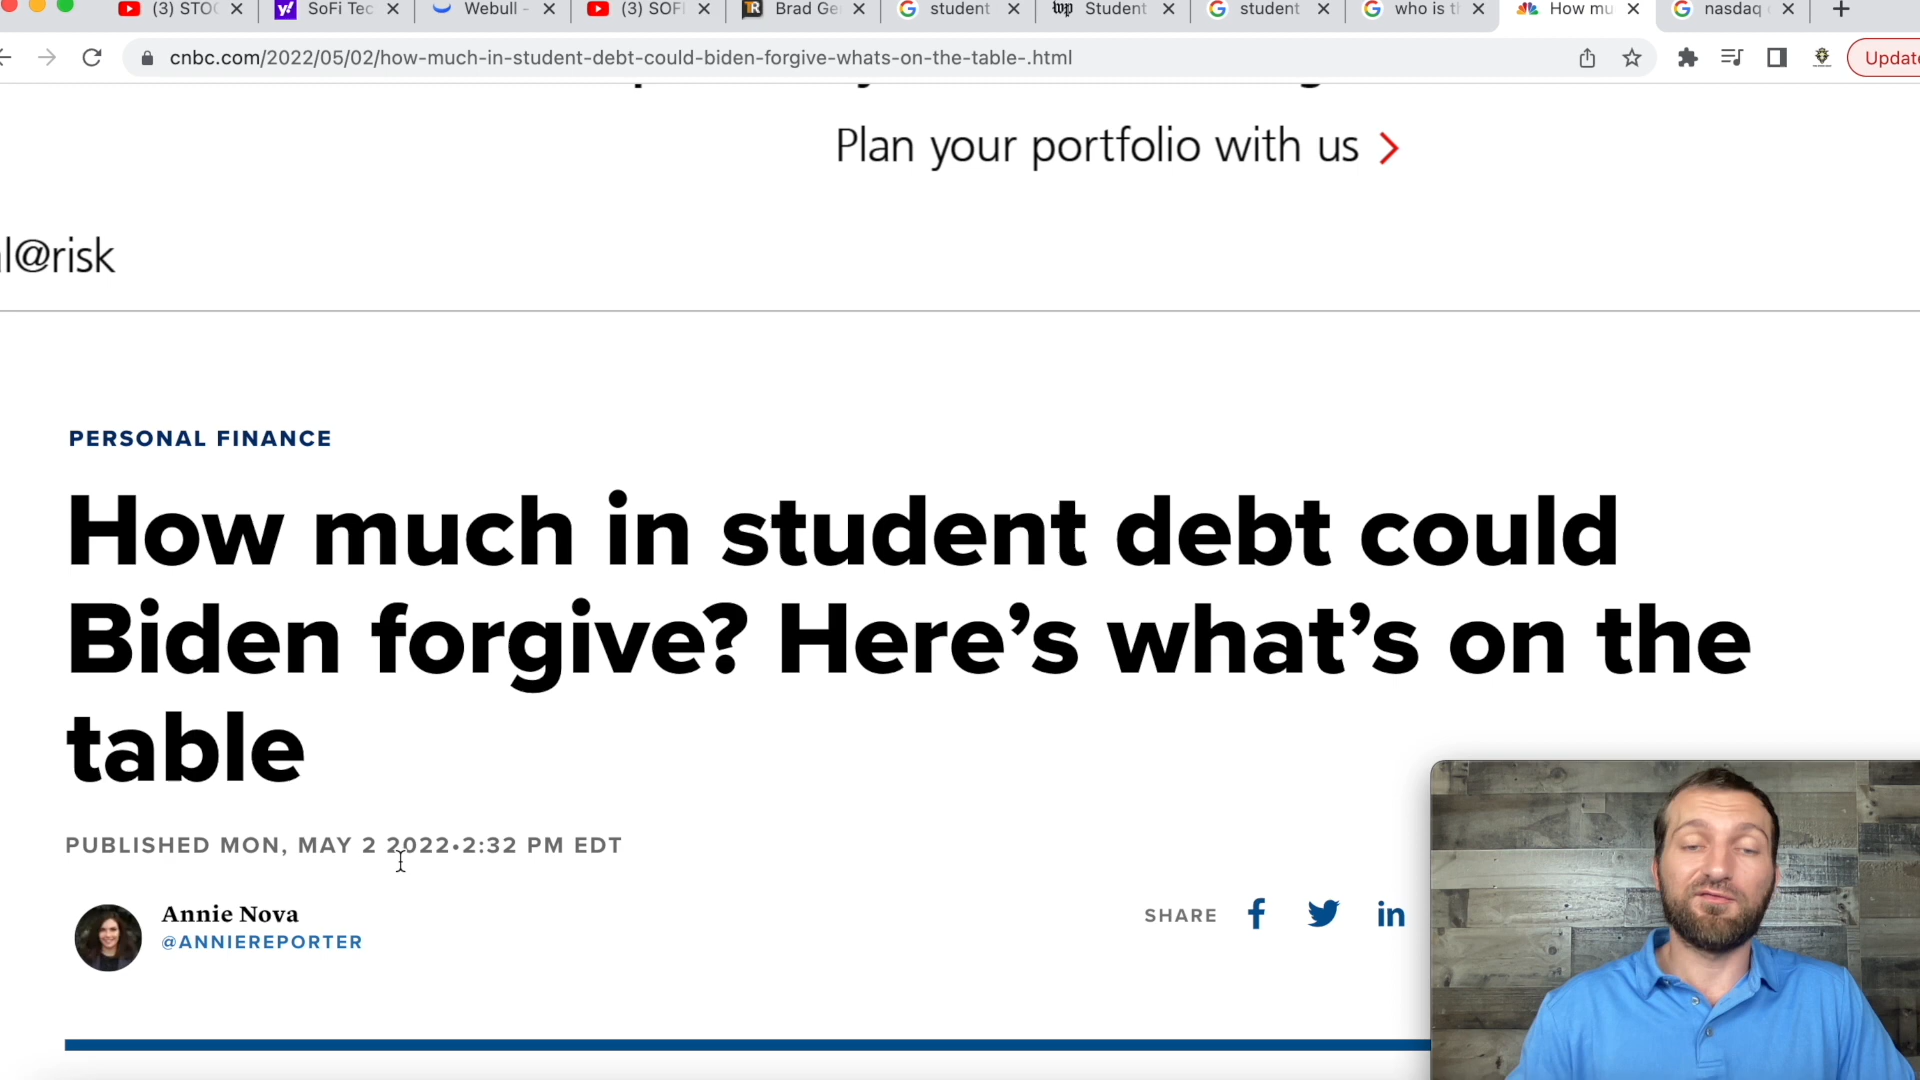 (3) STO
SoFi Tec
Webull -
(3) SOFI
Brad Ge
student
Student
student
who is t
How mu
nasdaq
cnbc.com/2022/05/02/how-much-in-student-debt-could-biden-forgive-whats-on-the-table-.html
Update
Plan your portfolio with us
l@risk
PERSONAL FINANCE
How much in student debt could
Biden forgive? Here’s what’s on the
table
PUBLISHED MON, MAY 2 2022•2:32 PM EDT
Annie Nova
@ANNIEREPORTER
SHARE